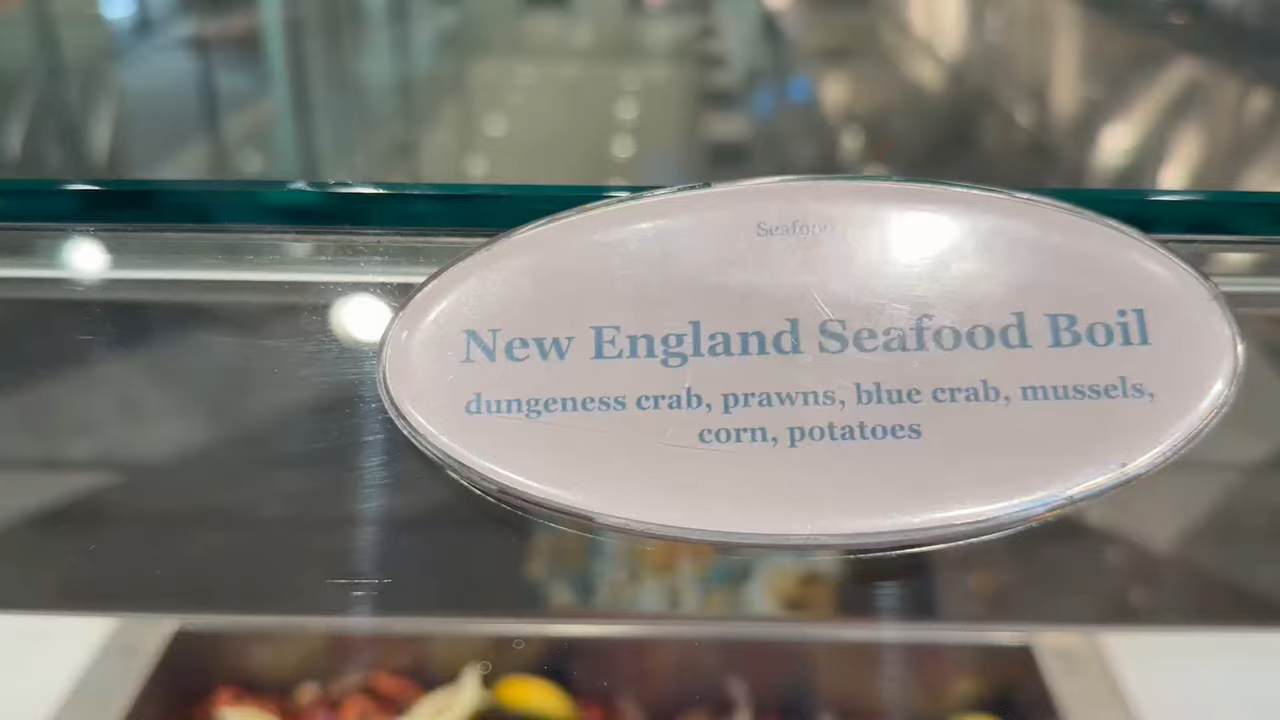 Seafood
New England Seafood Boil
dungeness crab, prawns, blue crab, mussels,
corn, potatoes